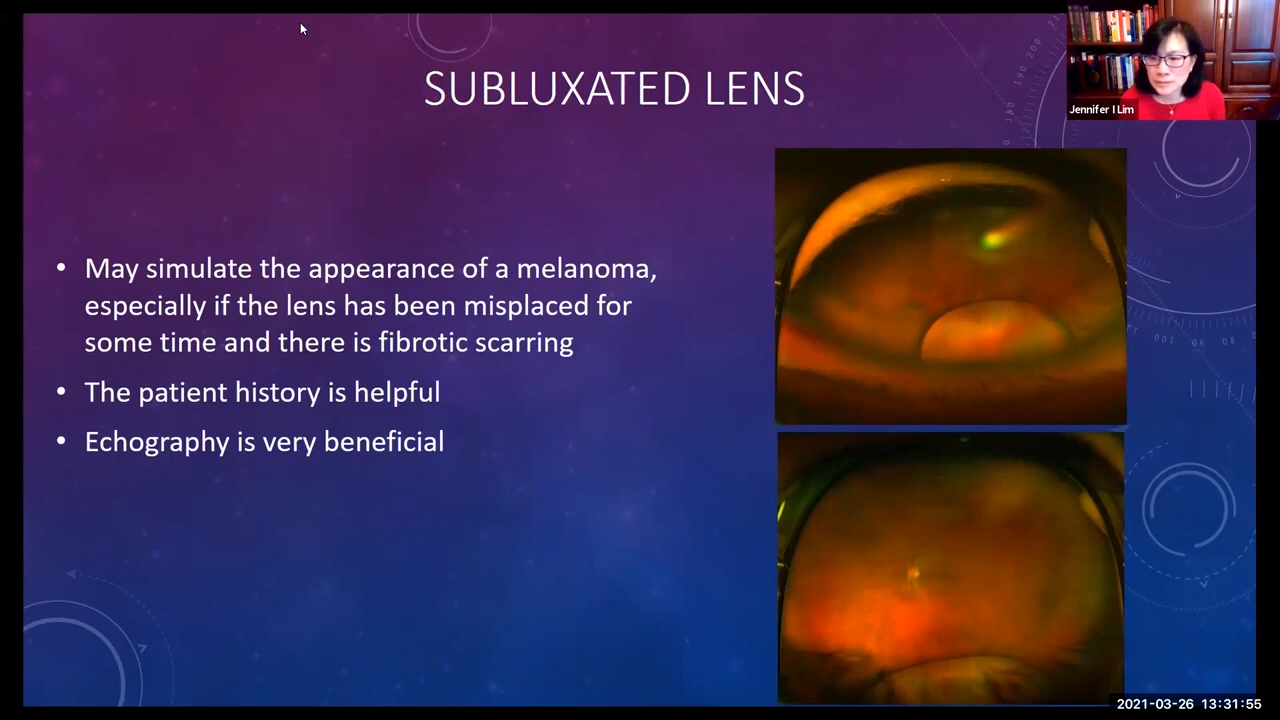 SUBLUXATED LENS
Jennifer I Lim
• May simulate the appearance of a melanoma,
especially if the lens has been misplaced for
some time and there is fibrotic scarring
• The patient history is helpful
• Echography is very beneficial
2021-03-26 13:31:55